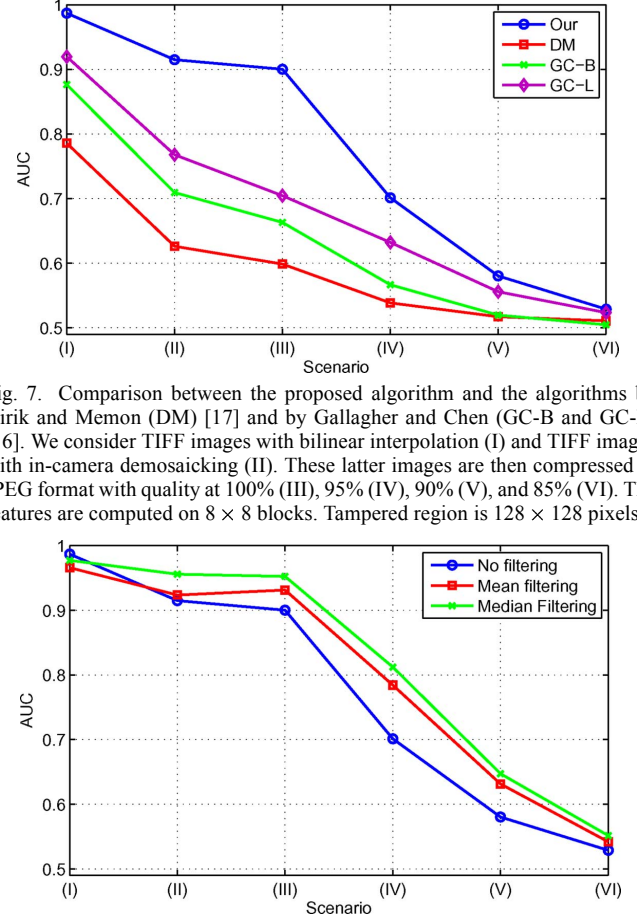 1
0.9
0.8
0.7
0.6
0.5
AUC
(I) (II) (III) (IV) (V) (VI)
Scenario
Our
DM
GC−B
GC−L
ig. 7. Comparison between the proposed algorithm and the algorithms b
irik and Memon (DM) [17] and by Gallagher and Chen (GC-B and GC-
6]. We consider TIFF images with bilinear interpolation (I) and TIFF imag
ith in-camera demosaicking (II). These latter images are then compressed
PEG format with quality at 100% (III), 95% (IV), 90% (V), and 85% (VI). T
eatures are computed on 8 × 8 blocks. Tampered region is 128 × 128 pixels
1
0.9
0.8
0.7
0.6
0.5
AUC
(I) (II) (III) (IV) (V) (VI)
Scenario
No filtering
Mean filtering
Median Filtering